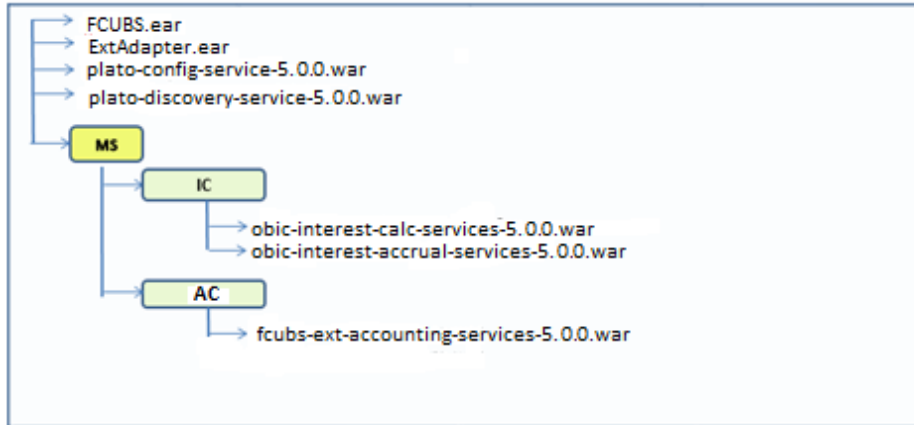 FCUBS.ear
ExtAdapter.ear
plato-config-service-5.0.0.war
plato-discovery-service-5.0.0.war
MS
IC
obic-interest-calc-services-5.0.0.war
obic-interest-accrual-services-5.0.0.war
AC
fcubs-ext-accounting-services-5.0.0.war